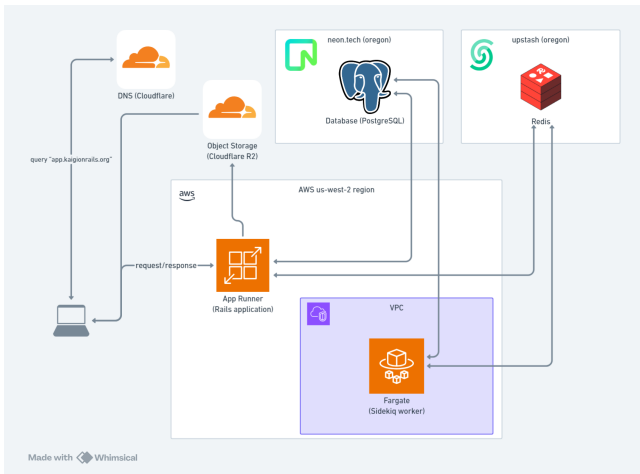 neon.tech (oregon)
upstash (oregon)
DNS (Cloudflare)
Database (PostgreSQL)
Redis
Object Storage
(Cloudflare R2)
query "app.kaigionrails.org"
aws
AWS us-west-2 region
request/response
App Runner
(Rails application)
VPC
Fargate
(Sidekiq worker)
Made with Whimsical